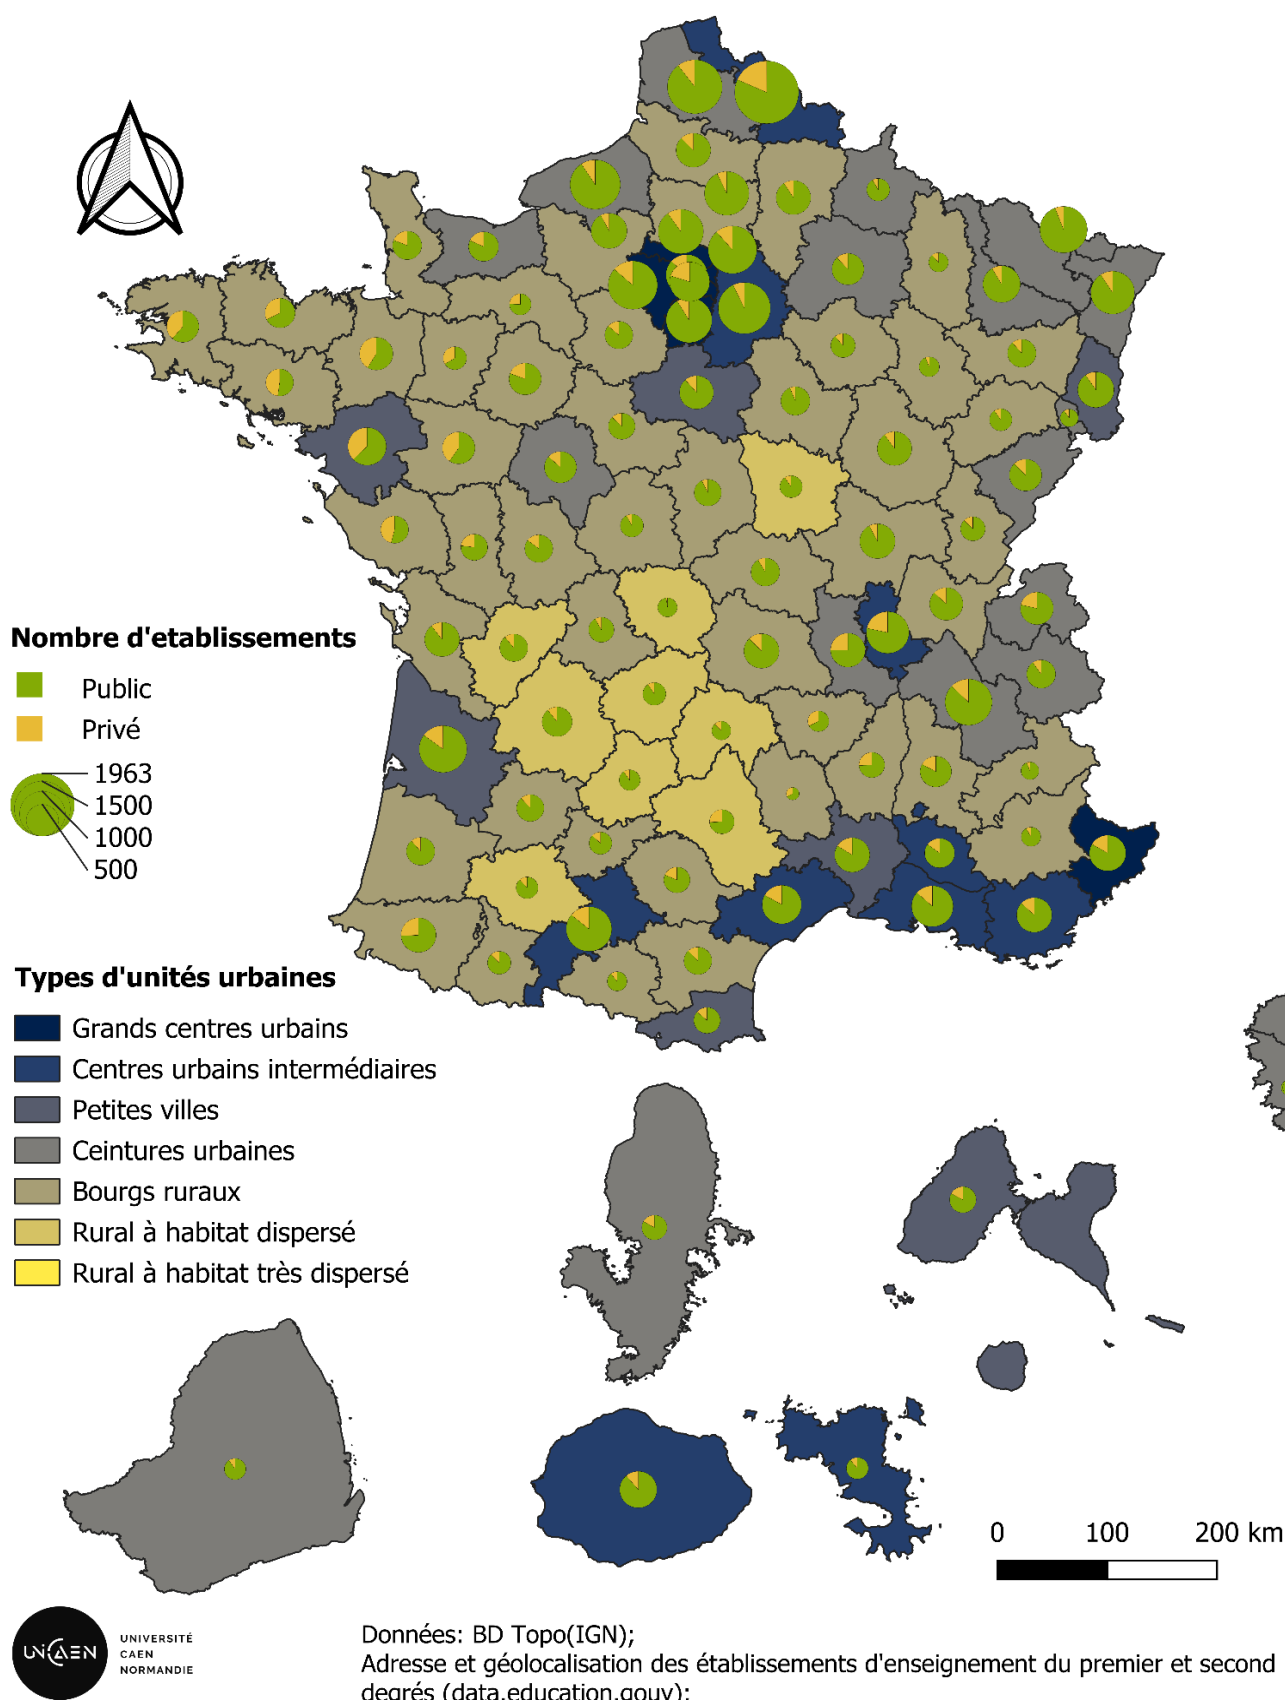 Nombre d'etablissements
Public
Privé
1963
1500
1000
500
Types d'unités urbaines
Grands centres urbains
Centres urbains intermédiaires
Petites villes
Ceintures urbaines
Bourgs ruraux
Rural à habitat dispersé
Rural à habitat très dispersé
0 100 200 km
UNICAEN
UNIVERSITÉ
CAEN
NORMANDIE
Données: BD Topo(IGN);
Adresse et géolocalisation des établissements d'enseignement du premier et second
degrés (data.education.gouv);